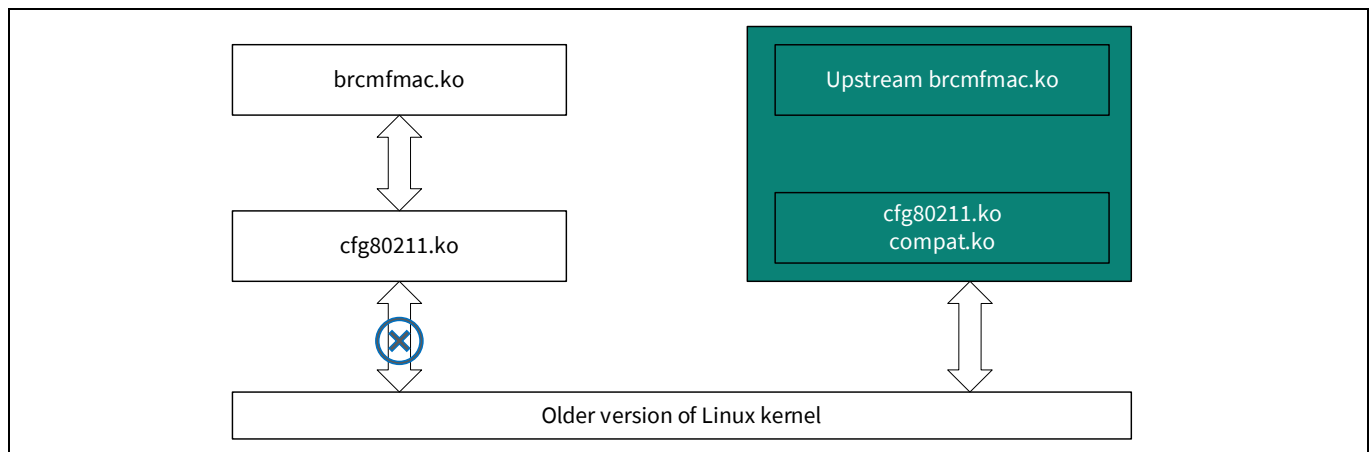 brcmfmac.ko
Upstream brcmfmac.ko
cfg80211.ko
cfg80211.ko
compat.ko
Older version of Linux kernel